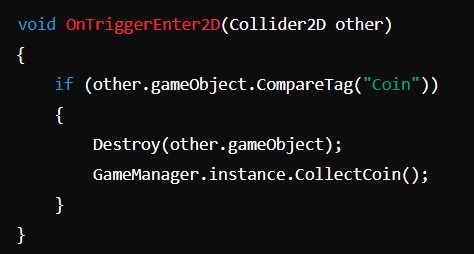 void OnTriggerEnter2D(Collider2D other)
{
    if (other.gameObject.CompareTag("Coin"))
    {
        Destroy(other.gameObject);
        GameManager.instance.CollectCoin();
    }
}